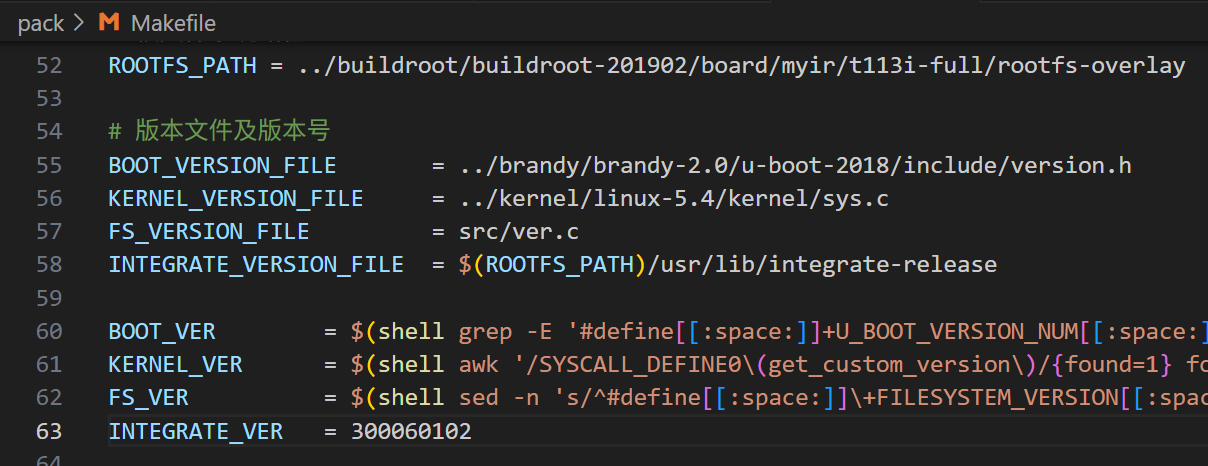 pack > Makefile
52 ROOTFS_PATH = ../buildroot/buildroot-201902/board/myir/t113i-full/rootfs-overlay
53
54 # 版本文件及版本号
55 BOOT_VERSION_FILE = ../brandy/brandy-2.0/u-boot-2018/include/version.h
56 KERNEL_VERSION_FILE = ../kernel/linux-5.4/kernel/sys.c
57 FS_VERSION_FILE = src/ver.c
58 INTEGRATE_VERSION_FILE = $(ROOTFS_PATH)/usr/lib/integrate-release
59
60 BOOT_VER = $(shell grep -E '#define[[:space:]]+U_BOOT_VERSION_NUM[[:space:]
61 KERNEL_VER = $(shell awk '/SYSCALL_DEFINE0\(get_custom_version\)/{found=1} fo
62 FS_VER = $(shell sed -n 's/^#define[[:space:]]\+FILESYSTEM_VERSION[[:spac
63 INTEGRATE_VER = 300060102
64